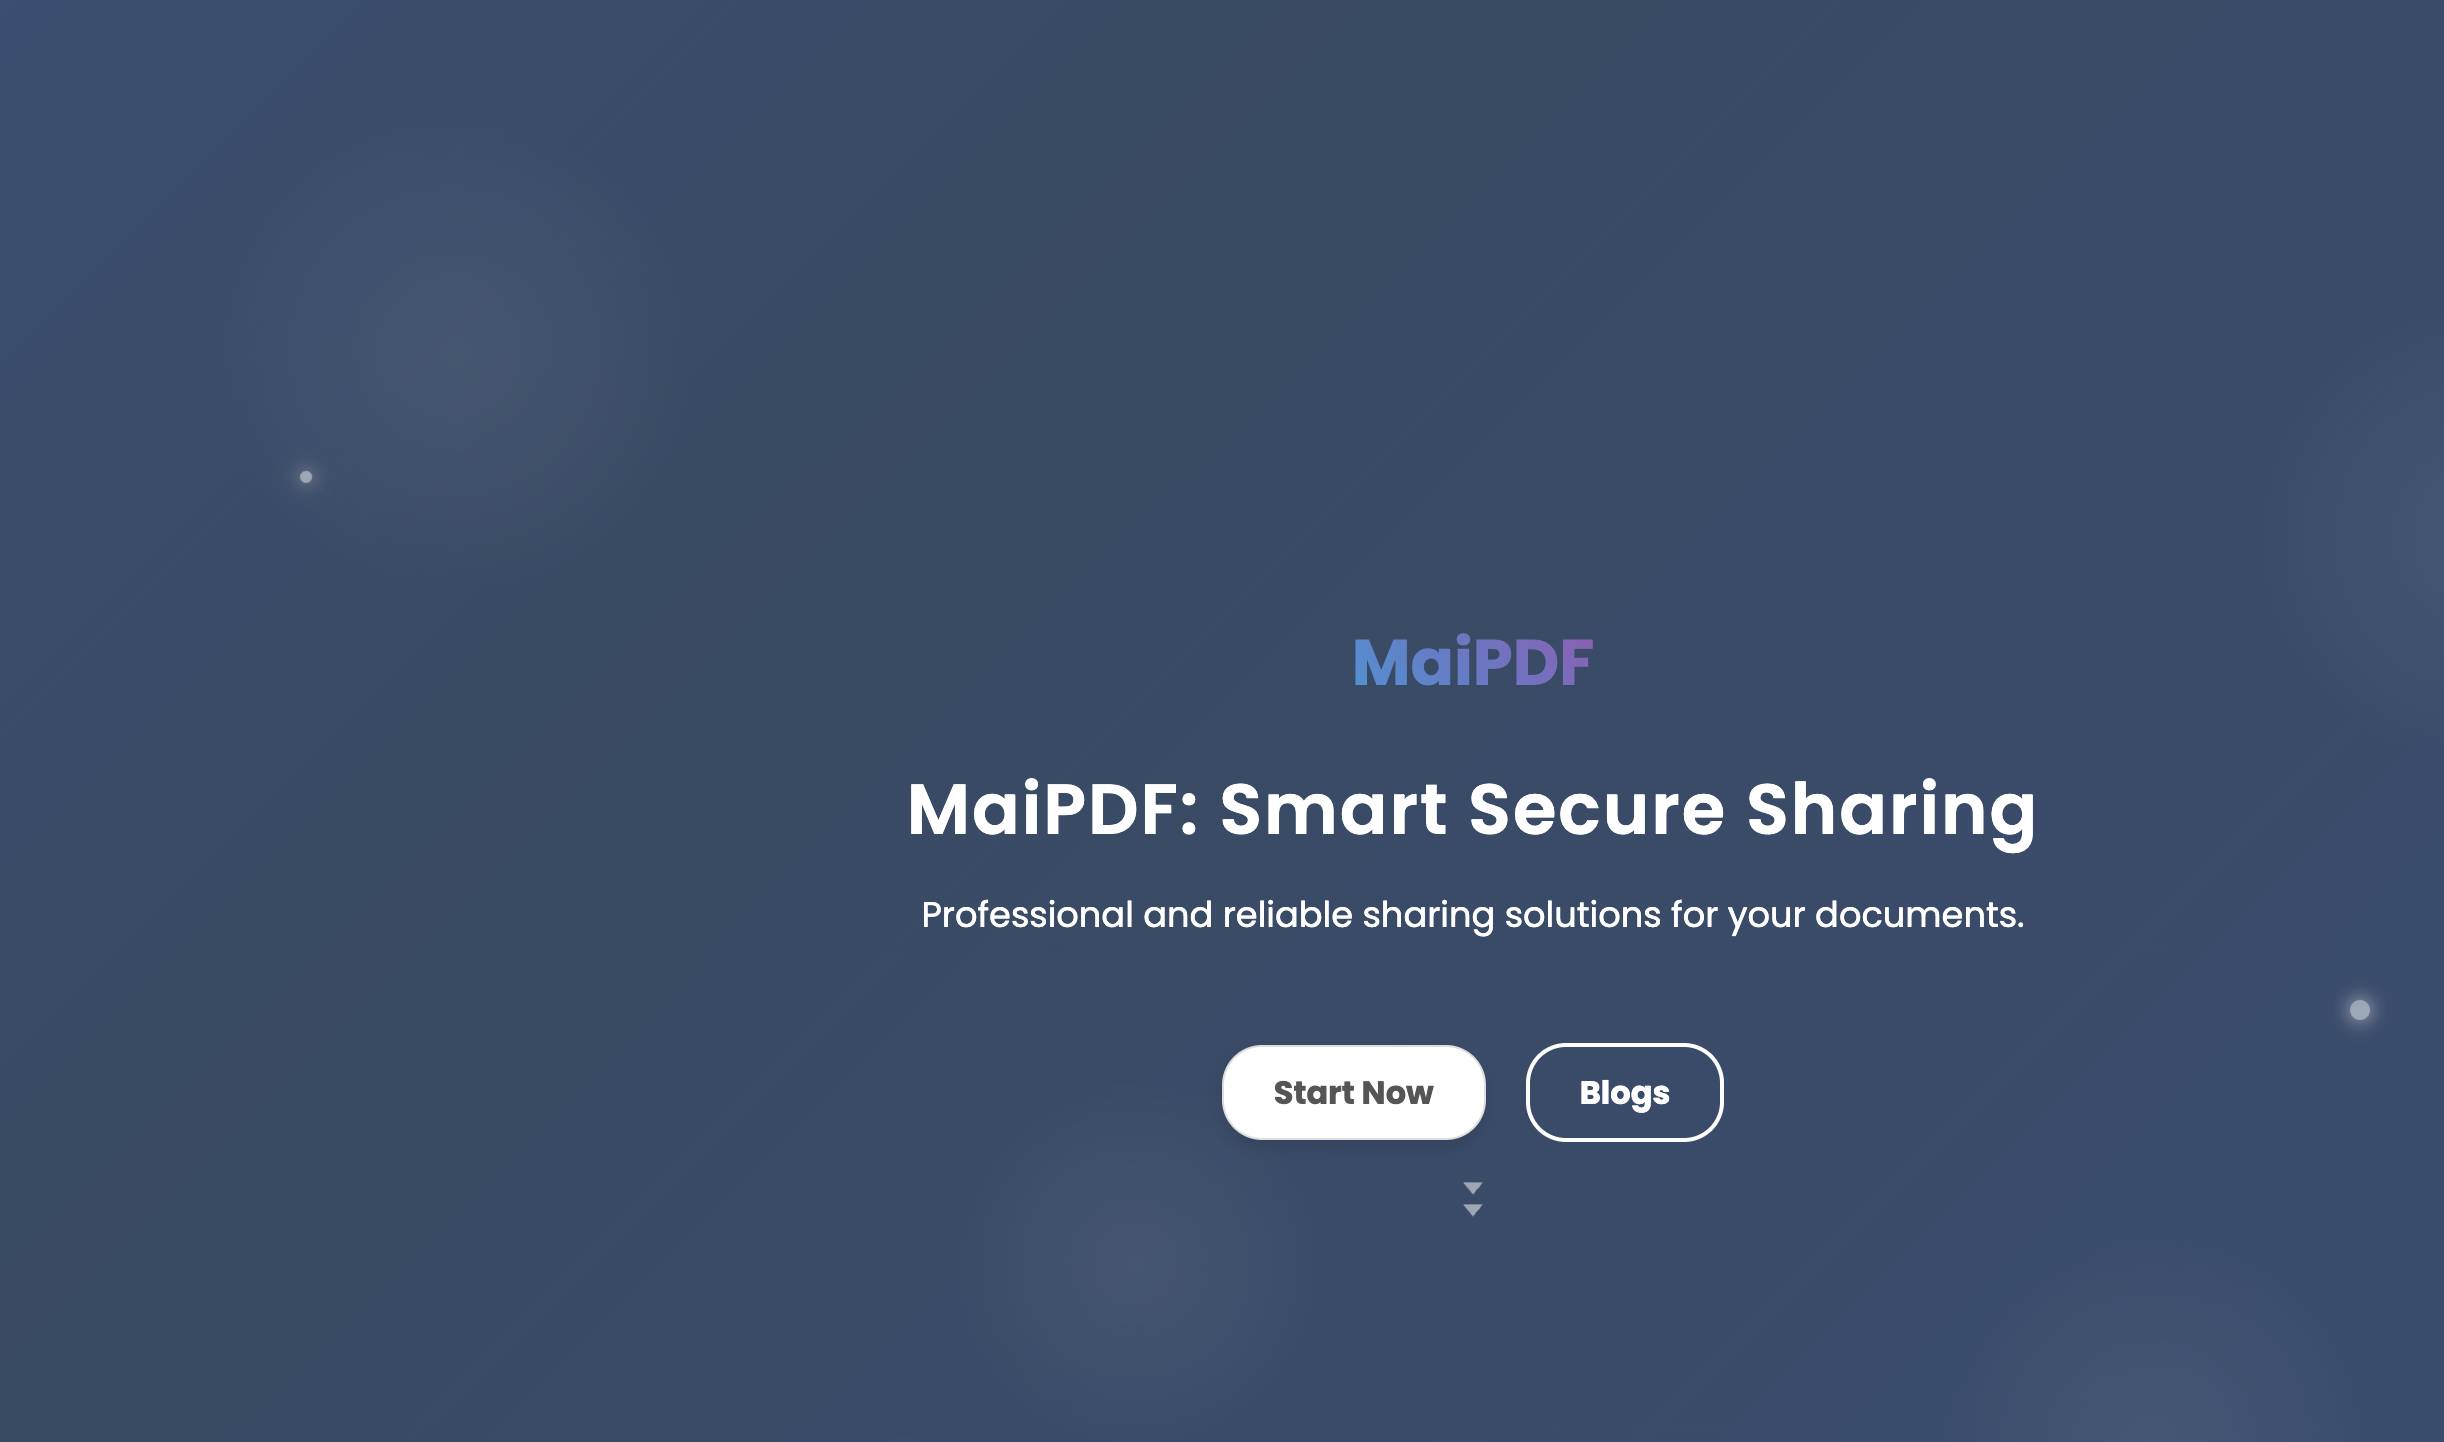 MaiPDF
MaiPDF: Smart Secure Sharing
Professional and reliable sharing solutions for your documents.
Start Now
Blogs